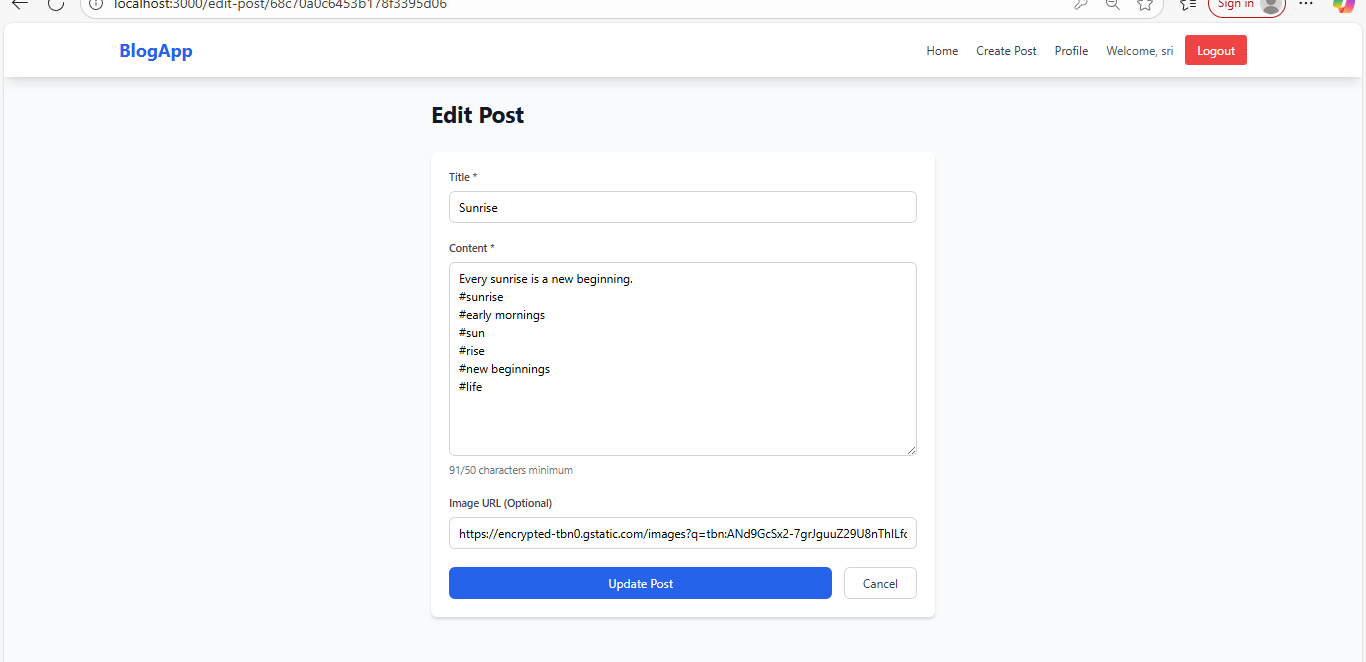 localhost:3000/edit-post/68c70a0c6453b178f3395d06
Sign in
BlogApp
Home
Create Post
Profile
Welcome, sri
Logout
Edit Post
Title *
Sunrise
Content *
Every sunrise is a new beginning.
#sunrise
#early mornings
#sun
#rise
#new beginnings
#life
91/50 characters minimum
Image URL (Optional)
https://encrypted-tbn0.gstatic.com/images?q=tbn:ANd9GcSx2-7grJguuZ29U8nThlLfc
Update Post
Cancel